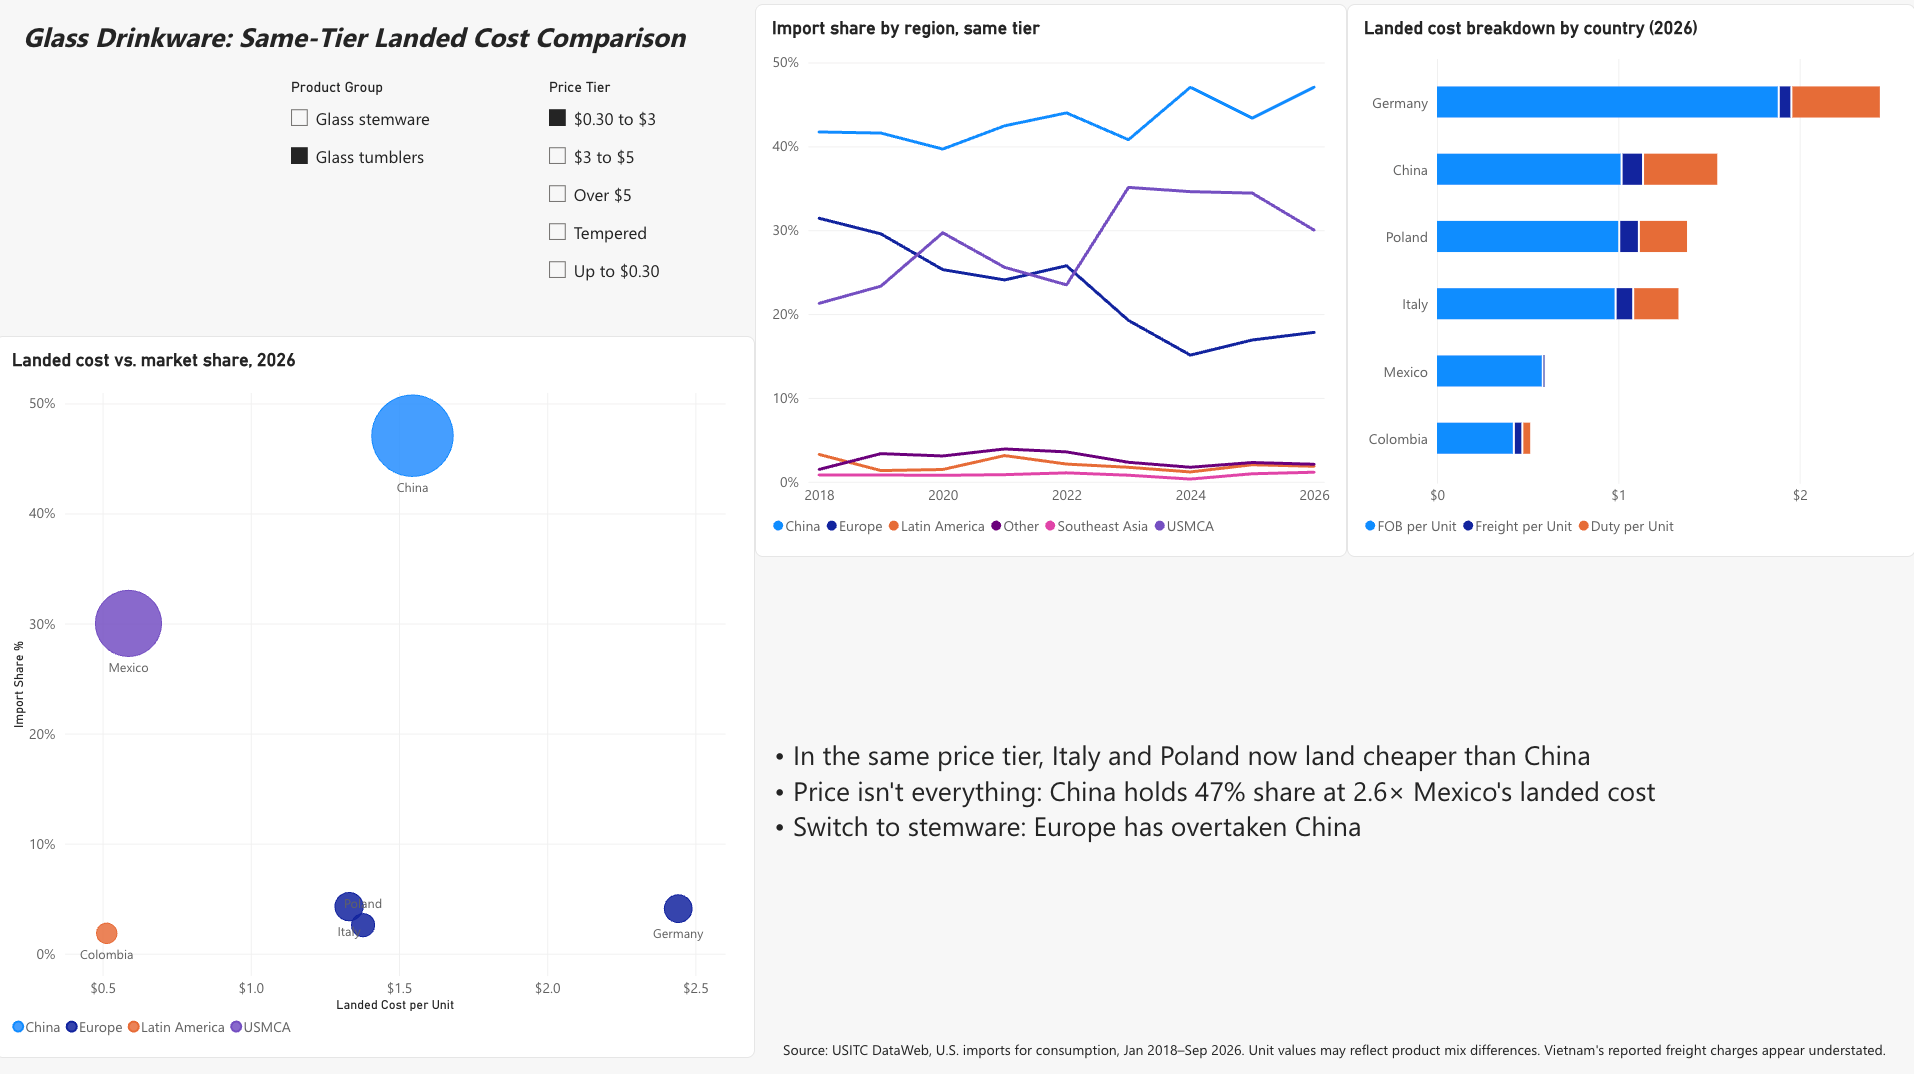 Glass Drinkware: Same-Tier Landed Cost Comparison
Product Group
Glass stemware
Glass tumblers
Price Tier
$0.30 to $3
$3 to $5
Over $5
Tempered
Up to $0.30
Landed cost vs. market share, 2026
Import Share %
50%
40%
30%
20%
10%
0%
China
Mexico
Poland
Italy
Germany
Colombia
$0.5
$1.0
$1.5
$2.0
$2.5
Landed Cost per Unit
China
Europe
Latin America
USMCA
Import share by region, same tier
50%
40%
30%
20%
10%
0%
2018
2020
2022
2024
2026
China
Europe
Latin America
Other
Southeast Asia
USMCA
Landed cost breakdown by country (2026)
Germany
China
Poland
Italy
Mexico
Colombia
$0
$1
$2
FOB per Unit
Freight per Unit
Duty per Unit
• In the same price tier, Italy and Poland now land cheaper than China
• Price isn't everything: China holds 47% share at 2.6× Mexico's landed cost
• Switch to stemware: Europe has overtaken China
Source: USITC DataWeb, U.S. imports for consumption, Jan 2018–Sep 2026. Unit values may reflect product mix differences. Vietnam's reported freight charges appear understated.